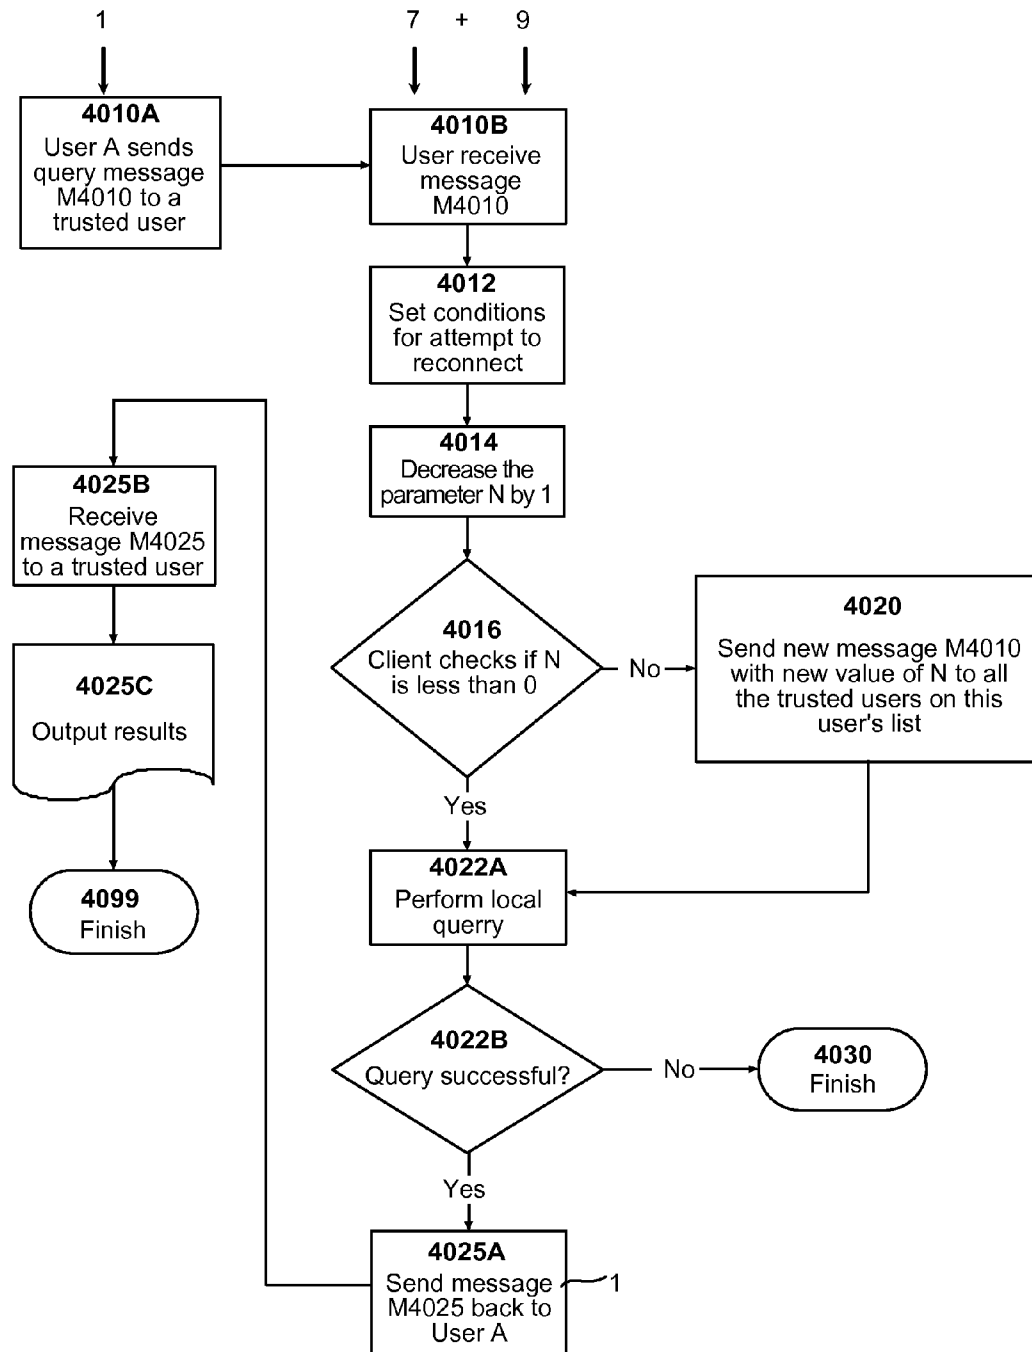 1
7 + 9
4010A
User A sends
query message
M4010 to a
trusted user
4010B
User receive
message
M4010
4012
Set conditions
for attempt to
reconnect
4014
Decrease the
parameter N by 1
4025B
Receive
message M4025
to a trusted user
4016
Client checks if N
is less than 0
No
4020
Send new message M4010
with new value of N to all
the trusted users on this
user's list
4025C
Output results
Yes
4022A
Perform local
querry
4099
Finish
4022B
Query successful?
No
4030
Finish
Yes
4025A
Send message
M4025 back to
User A
1